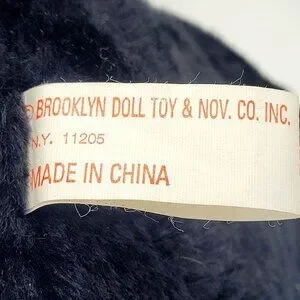 © BROOKLYN DOLL TOY & NOV. CO. INC.
N.Y. 11205
MADE IN CHINA